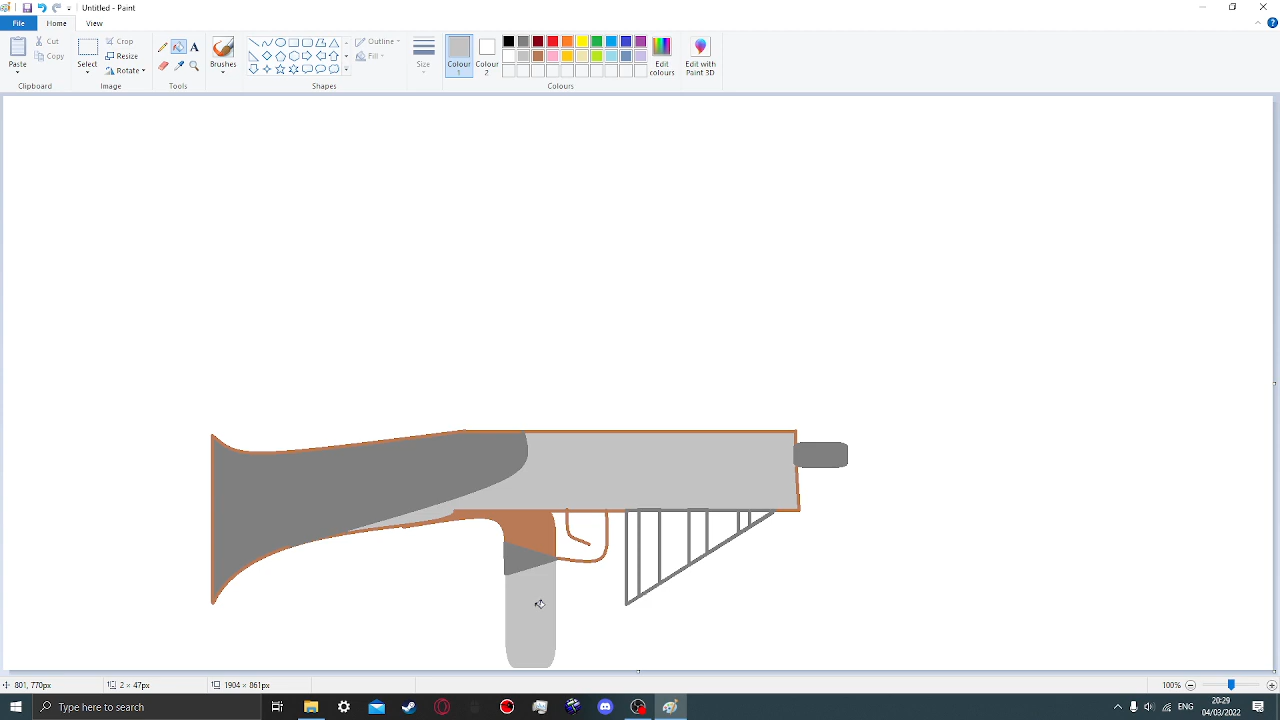 Untitled - Paint
File Home View
Paste
Cut
Copy
Clipboard
Select
Crop
Resize
Rotate
Image
A
Tools
Brushes
Outline
Fill
Shapes
Size
Colour 1
Colour 2
Colours
Edit colours
Edit with Paint 3D
801, 770px
2 × 47px
1904 × 861px
100%
Type here to search
ENG
20:29
04/08/2022